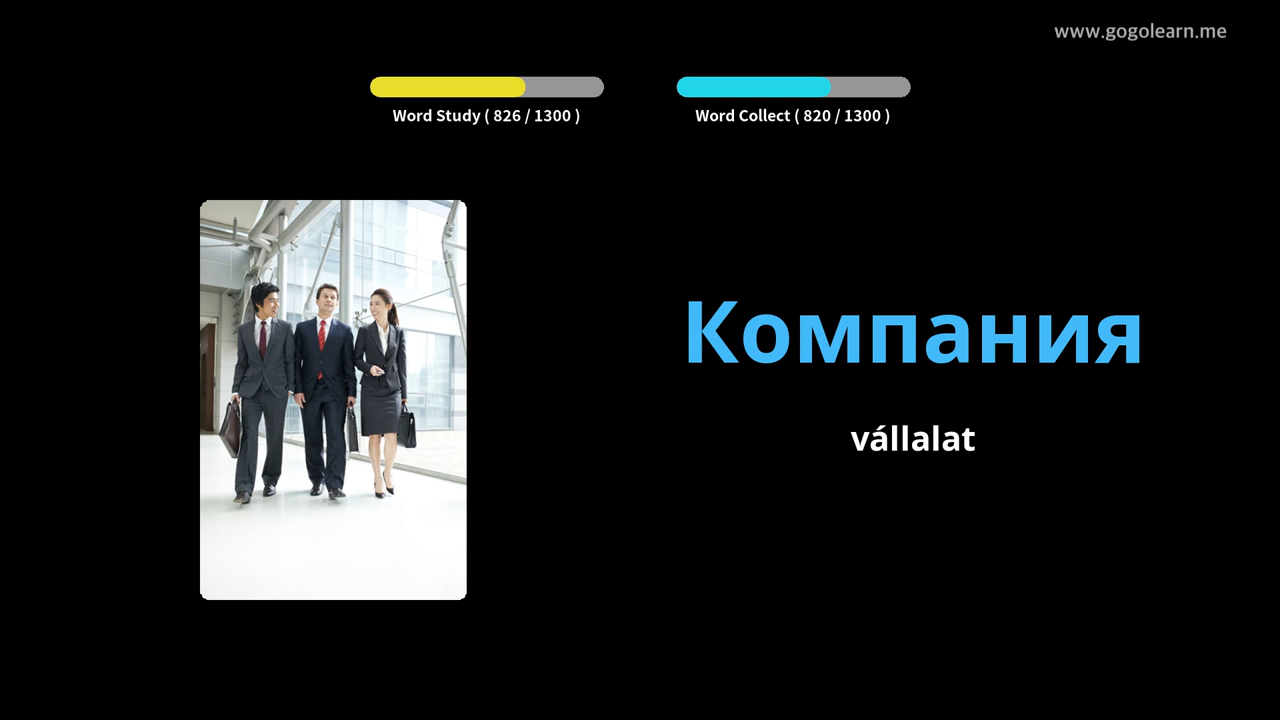 www.gogolearn.me
Word Study ( 826 / 1300 )
Word Collect ( 820 / 1300 )
Компания
vállalat